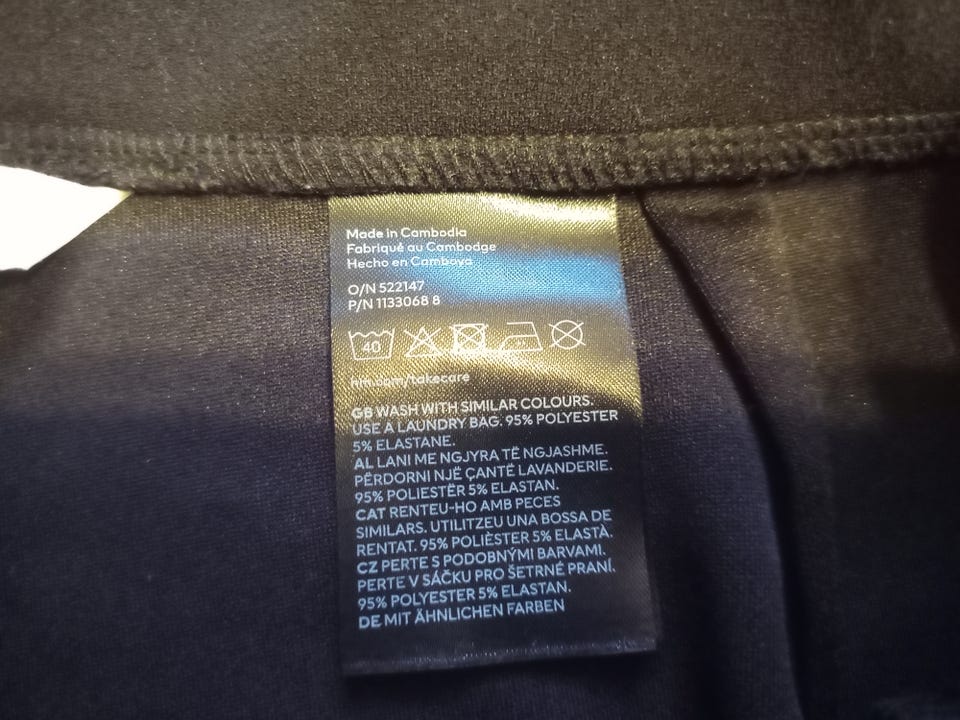 Made in Cambodia
Fabriqué au Cambodge
Hecho en Camboya
O/N 522147
P/N 1133068 8
40
hm.com/takecare
GB WASH WITH SIMILAR COLOURS.
USE A LAUNDRY BAG. 95% POLYESTER
5% ELASTANE.
AL LANI ME NGJYRA TË NGJASHME.
PËRDORNI NJË ÇANTË LAVANDERIE.
95% POLIESTËR 5% ELASTAN.
CAT RENTEU-HO AMB PECES
SIMILARS. UTILITZEU UNA BOSSA DE
RENTAT. 95% POLIÈSTER 5% ELASTÀ.
CZ PERTE S PODOBNÝMI BARVAMI.
PERTE V SÁČKU PRO ŠETRNÉ PRANÍ.
95% POLYESTER 5% ELASTAN.
DE MIT ÄHNLICHEN FARBEN